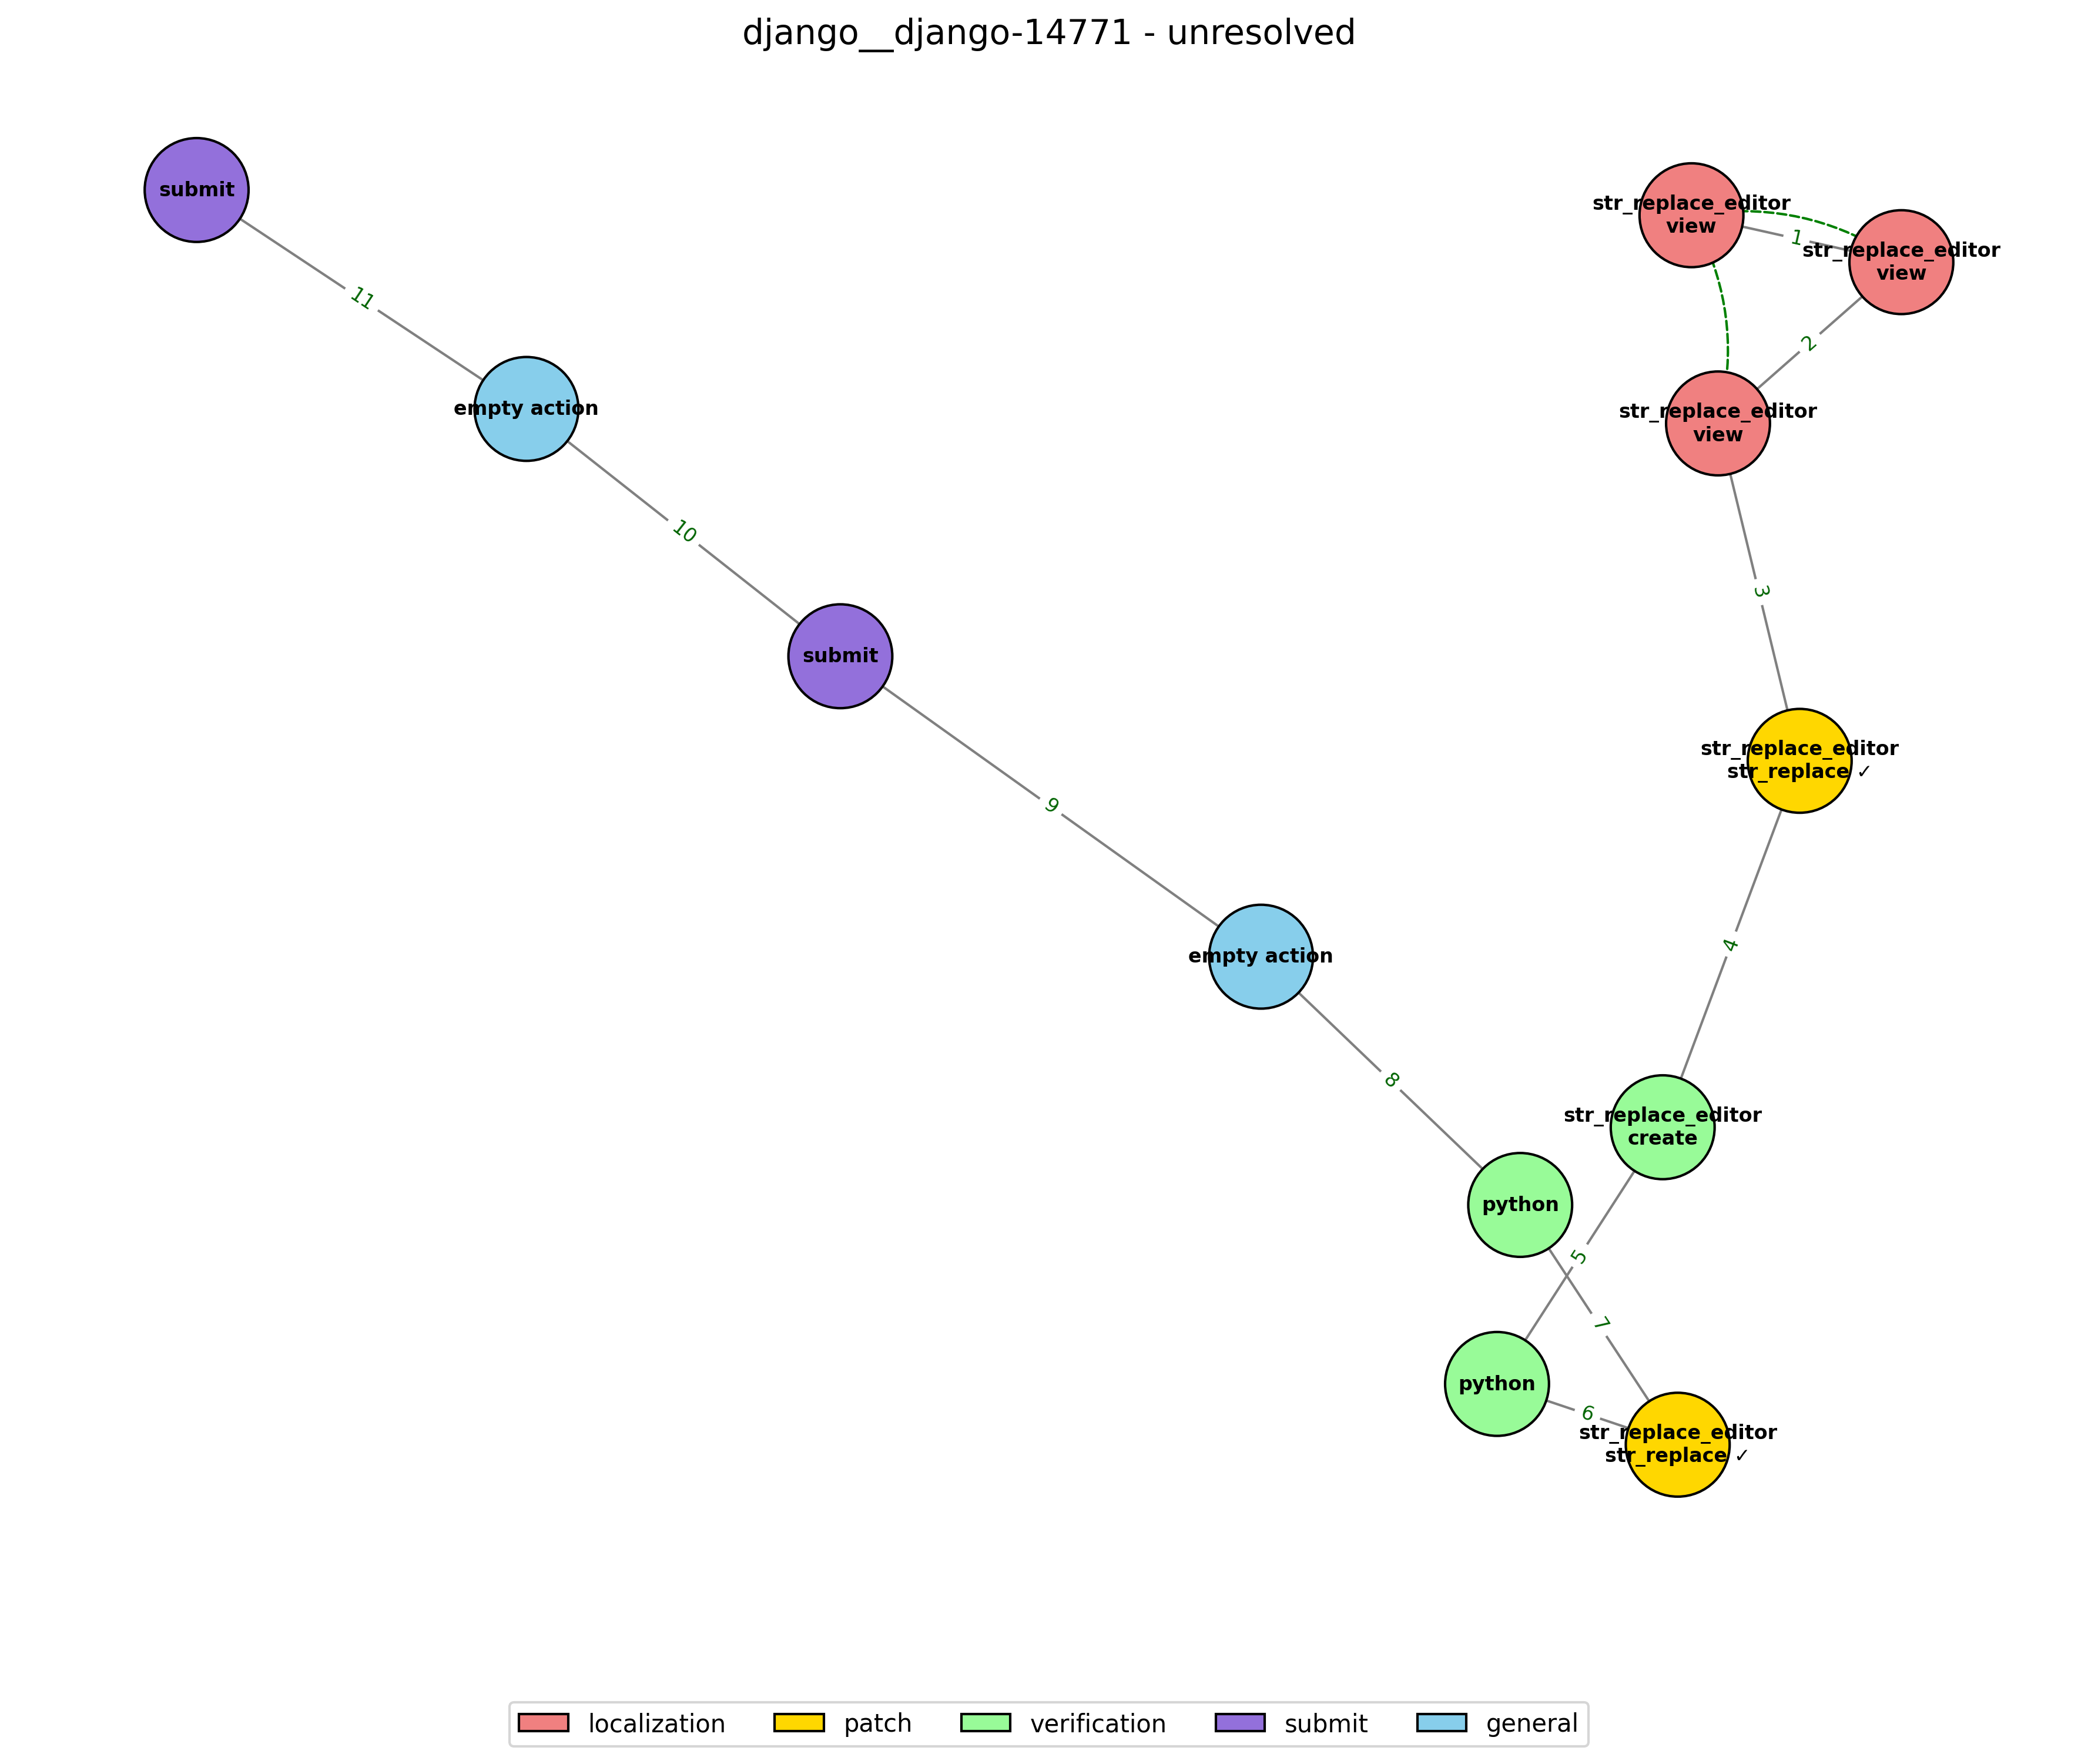 django__django-14771 - unresolved
submit
str_replace_editor
view
1
str_replace_editor
view
11
2
empty action
str_replace_editor
view
10
3
submit
str_replace_editor
str_replace ✓
9
4
empty action
8
str_replace_editor
create
python
5
7
python
6
str_replace_editor
str_replace ✓
localization
patch
verification
submit
general